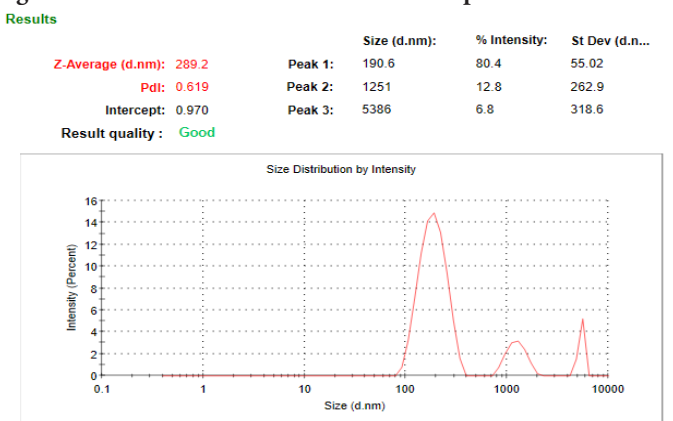 Results
Size (d.nm): % Intensity: St Dev (d.n...
Z-Average (d.nm): 289.2 Peak 1: 190.6 80.4 55.02
PdI: 0.619 Peak 2: 1251 12.8 262.9
Intercept: 0.970 Peak 3: 5386 6.8 318.6
Result quality : Good
Size Distribution by Intensity
Intensity (Percent)
16
14
12
10
8
6
4
2
0
0.1 1 10 100 1000 10000
Size (d.nm)